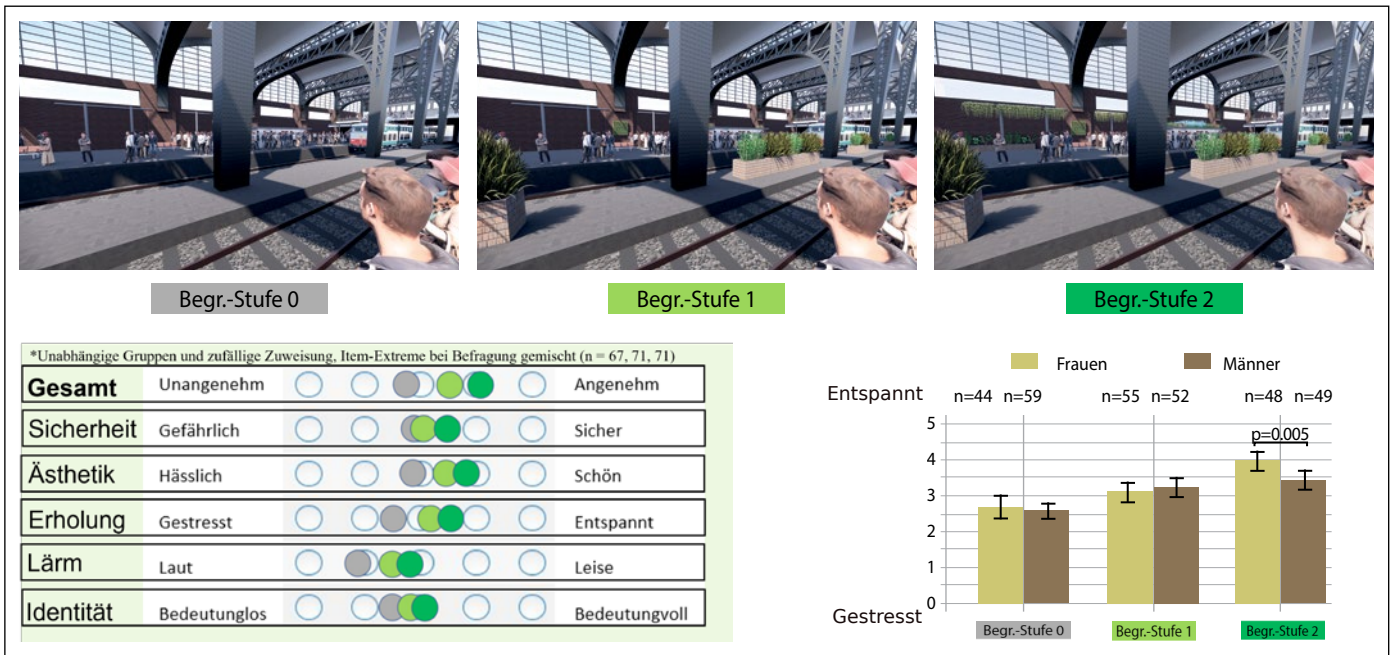 Begr.-Stufe 0
Begr.-Stufe 1
Begr.-Stufe 2
*Unabhängige Gruppen und zufällige Zuweisung, Item-Extreme bei Befragung gemischt (n = 67, 71, 71)
Gesamt Unangenehm Angenehm
Sicherheit Gefährlich Sicher
Ästhetik Hässlich Schön
Erholung Gestresst Entspannt
Lärm Laut Leise
Identität Bedeutunglos Bedeutungvoll
Frauen Männer
Entspannt n=44 n=59 n=55 n=52 n=48 n=49
5
p=0.005
4
3
2
1
0
Gestresst
Begr.-Stufe 0 Begr.-Stufe 1 Begr.-Stufe 2